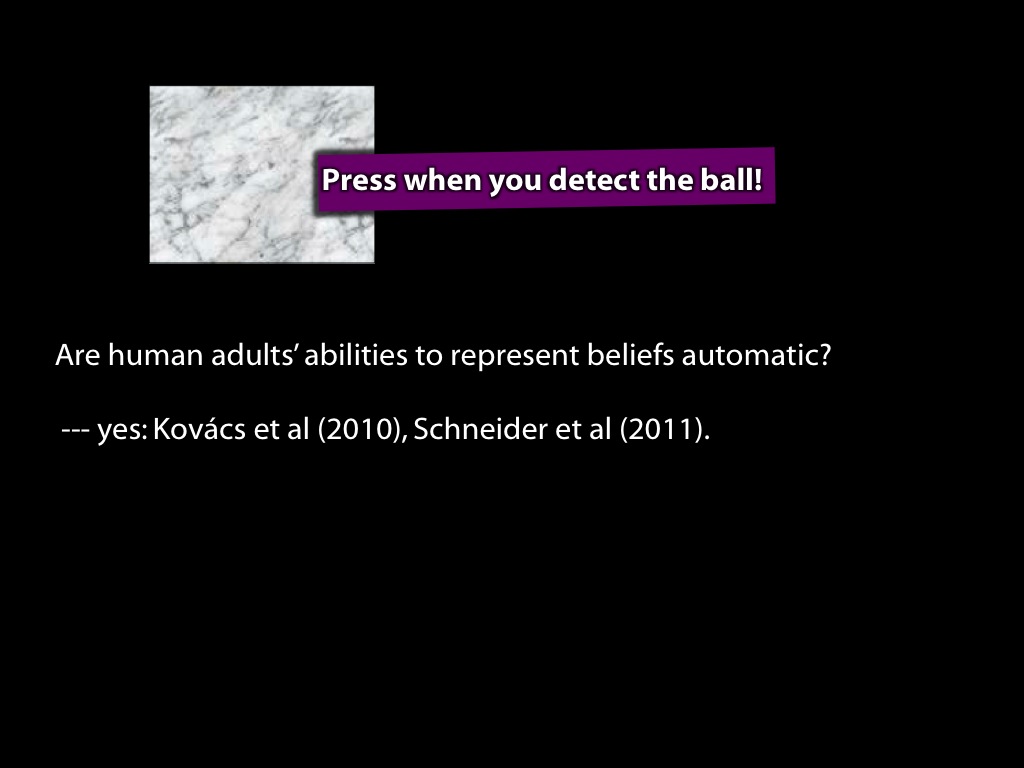 Press when you detect the ball!
Are human adults’ abilities to represent beliefs automatic?
--- yes: Kovács et al (2010), Schneider et al (2011).